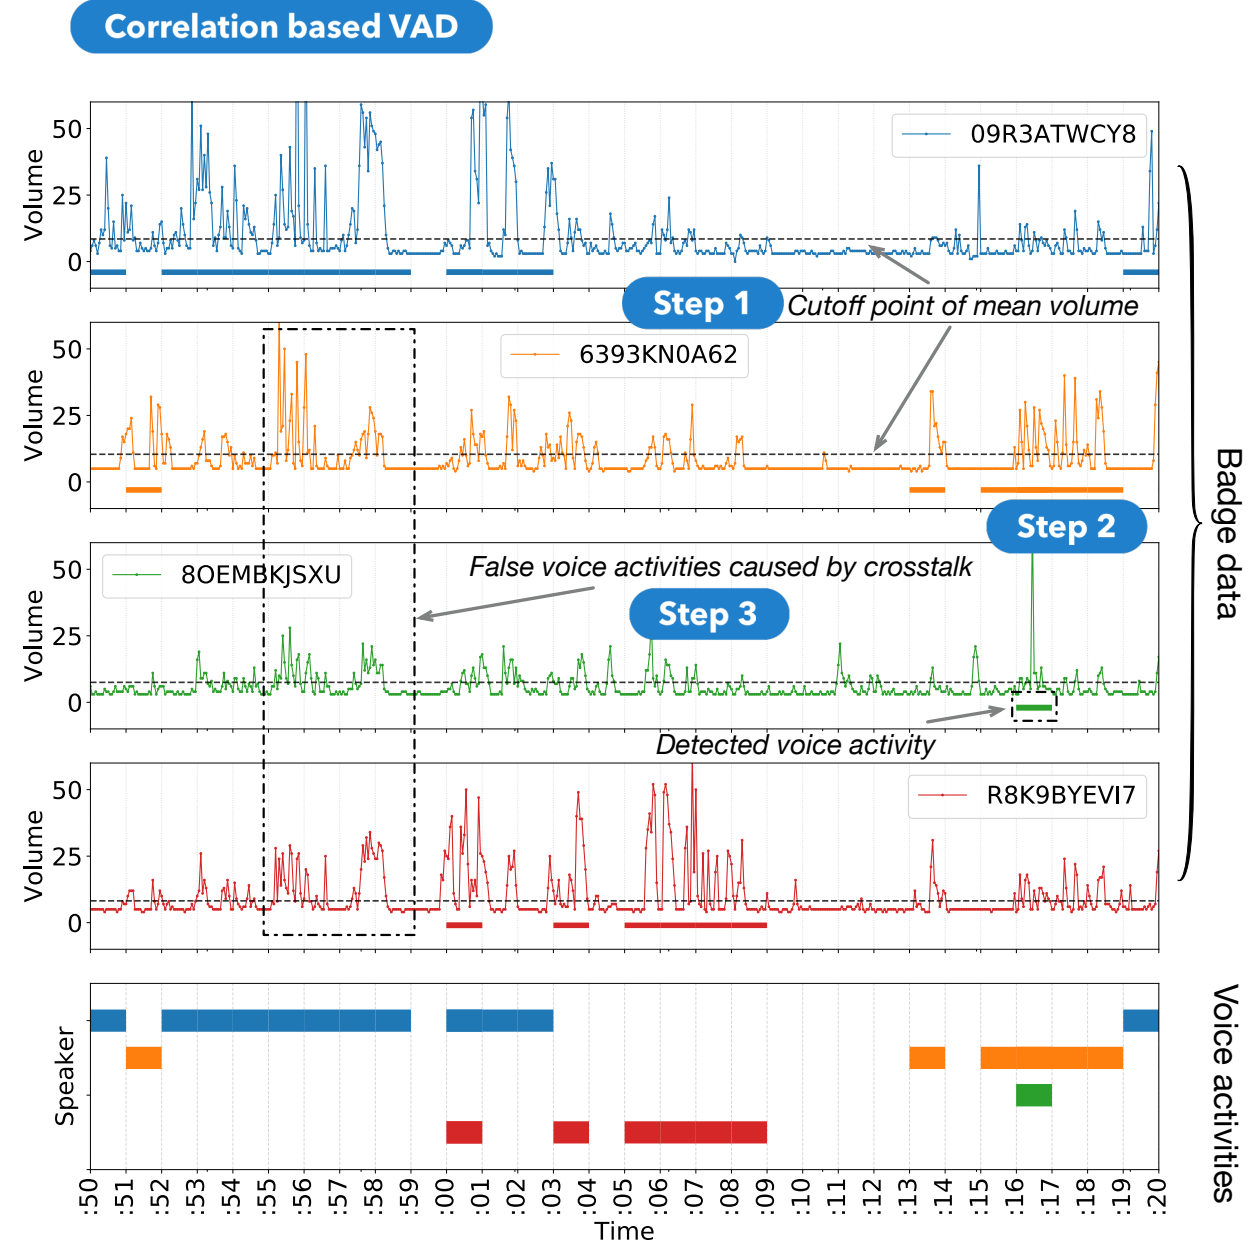 Correlation based VAD
50
25
0
Volume
09R3ATWCY8
Step 1
Cutoff point of mean volume
50
25
0
Volume
6393KN0A62
Step 2
50
25
0
Volume
8OEMBKJSXU
False voice activities caused by crosstalk
Step 3
Detected voice activity
50
25
0
Volume
R8K9BYEVI7
Badge data
Speaker
Voice activities
:50
:51
:52
:53
:54
:55
:56
:57
:58
:59
:00
:01
:02
:03
:04
:05
:06
:07
:08
:09
:10
:11
:12
:13
:14
:15
:16
:17
:18
:19
:20
Time